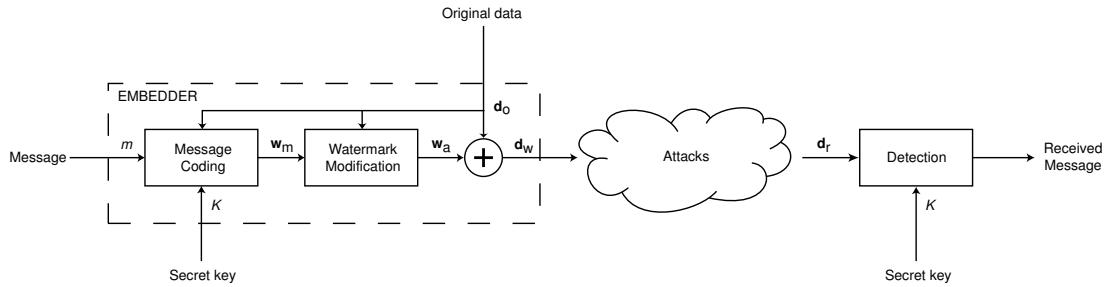 Original data
EMBEDDER
d_o
Message
m
Message
Coding
w_m
Watermark
Modification
w_a
+
d_w
Attacks
d_r
Detection
Received
Message
K
K
Secret key
Secret key